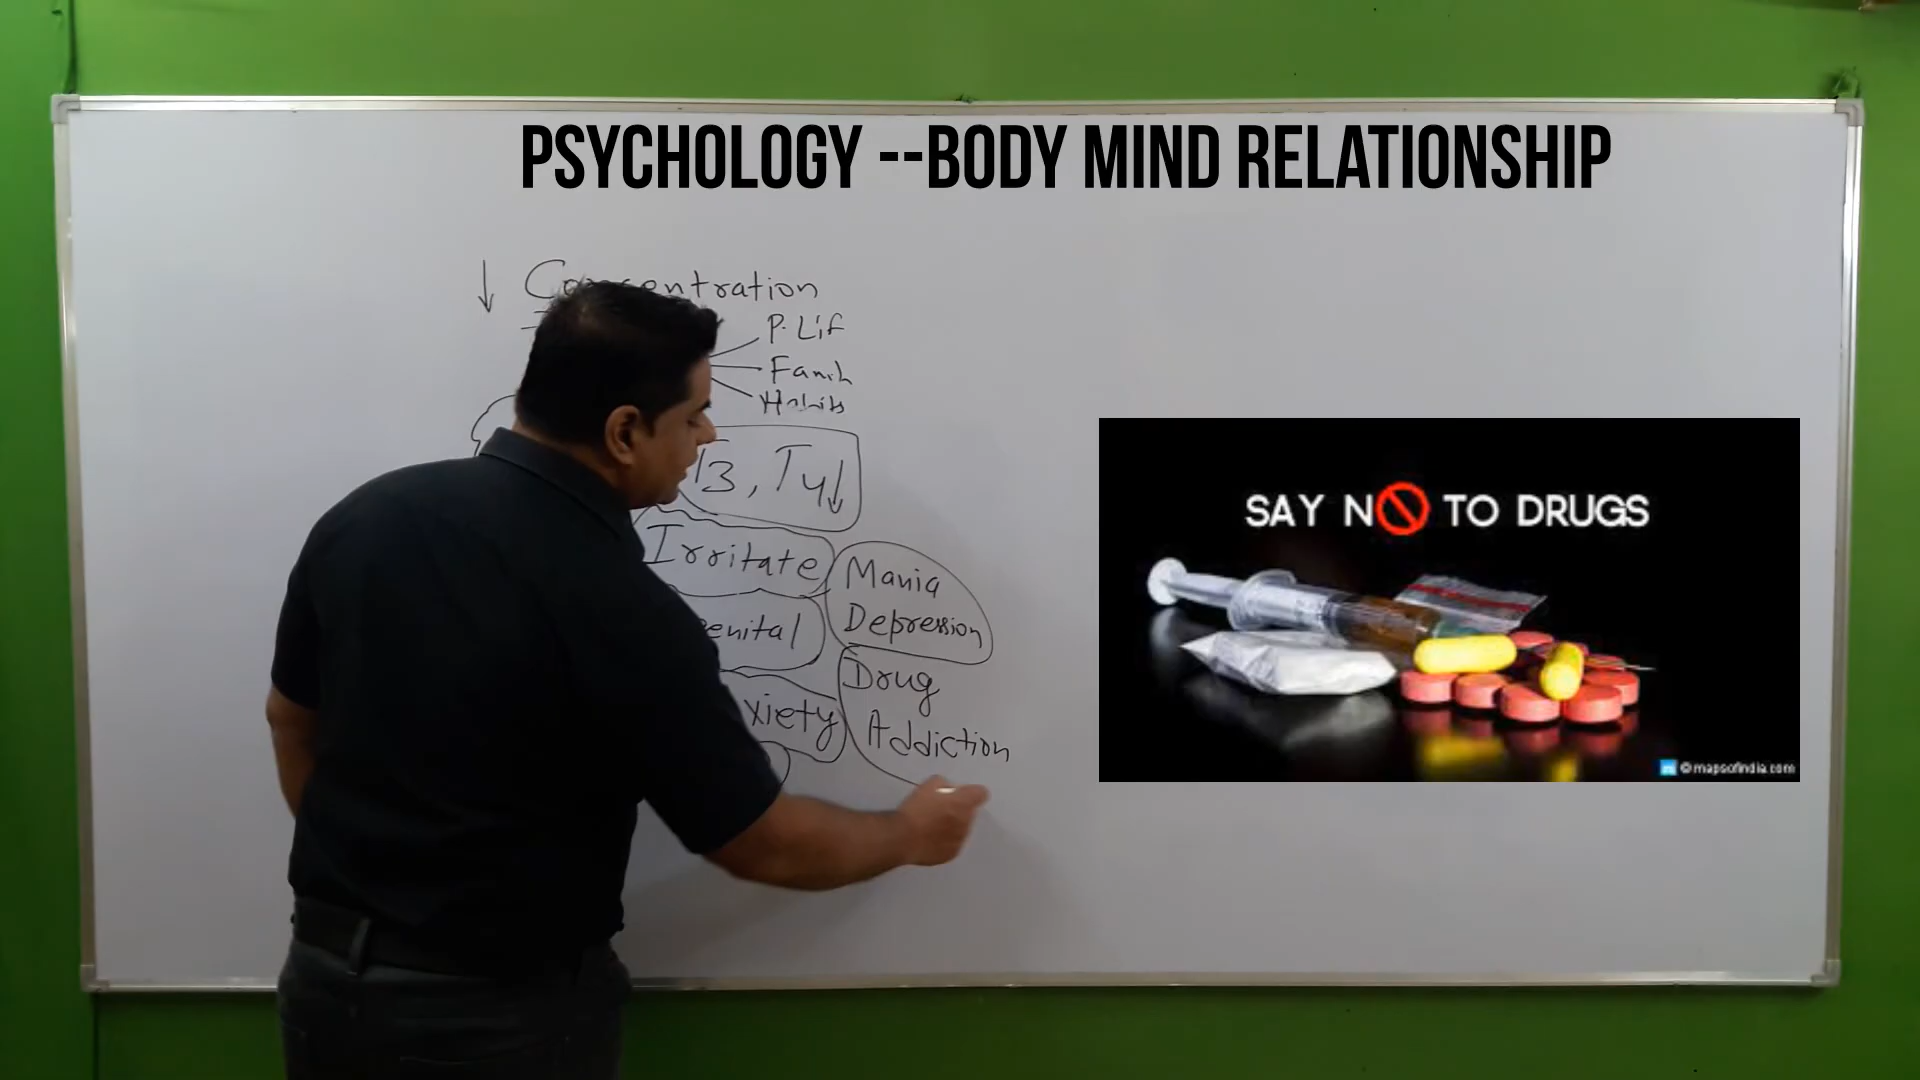 PSYCHOLOGY --BODY MIND RELATIONSHIP
↓ Concentration
P. Lif
Habits
T3, T4↓
Irritate
Mania
Depression
enital
Drug
xiety
Addiction
SAY NO TO DRUGS
© mapsofindia.com